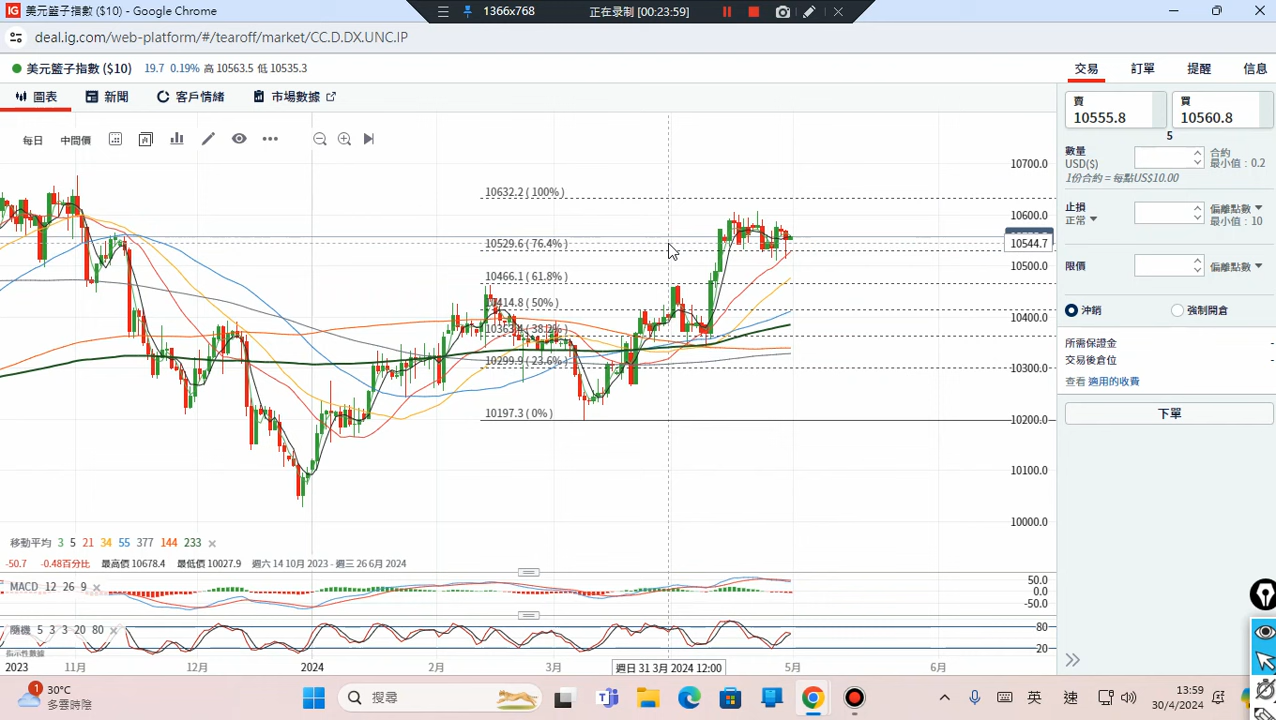 美元籃子指數 ($10) - Google Chrome
1366x768
正在录制 [00:23:59]
deal.ig.com/web-platform/#/tearoff/market/CC.D.DX.UNC.IP
美元籃子指數 ($10) 19.7 0.19% 高 10563.5 低 10535.3
交易 訂單 提醒 信息
圖表 新聞 客戶情緒 市場數據
賣 10555.8
買 10560.8
5
每日 中間價
數量 USD($)
合約 最小值 : 0.2
1份合約 = 每點US$10.00
止損 正常
偏離點數 最小值 : 10
限價 偏離點數
沖銷 強制開倉
所需保證金 -
交易後倉位 -
查看 適用的收費
下單
10700.0
10632.2 ( 100% )
10600.0
10529.6 ( 76.4% )
10544.7
10500.0
10466.1 ( 61.8% )
10414.8 ( 50% )
10400.0
10363.4 ( 38.2% )
10299.9 ( 23.6% )
10300.0
10197.3 ( 0% )
10200.0
10100.0
10000.0
移動平均 3 5 21 34 55 377 144 233
-50.7 -0.48百分比 最高價 10678.4 最低價 10027.9 週六 14 10月 2023 - 週三 26 6月 2024
MACD 12 26 9
50.0
0.0
-50.0
隨機 5 3 3 20 80
80
20
指示性數據
2023 11月 12月 2024 2月 3月 週日 31 3月 2024 12:00 5月 6月
1
30°C
多雲時陰
搜尋
英 速
13:59
30/4/2024